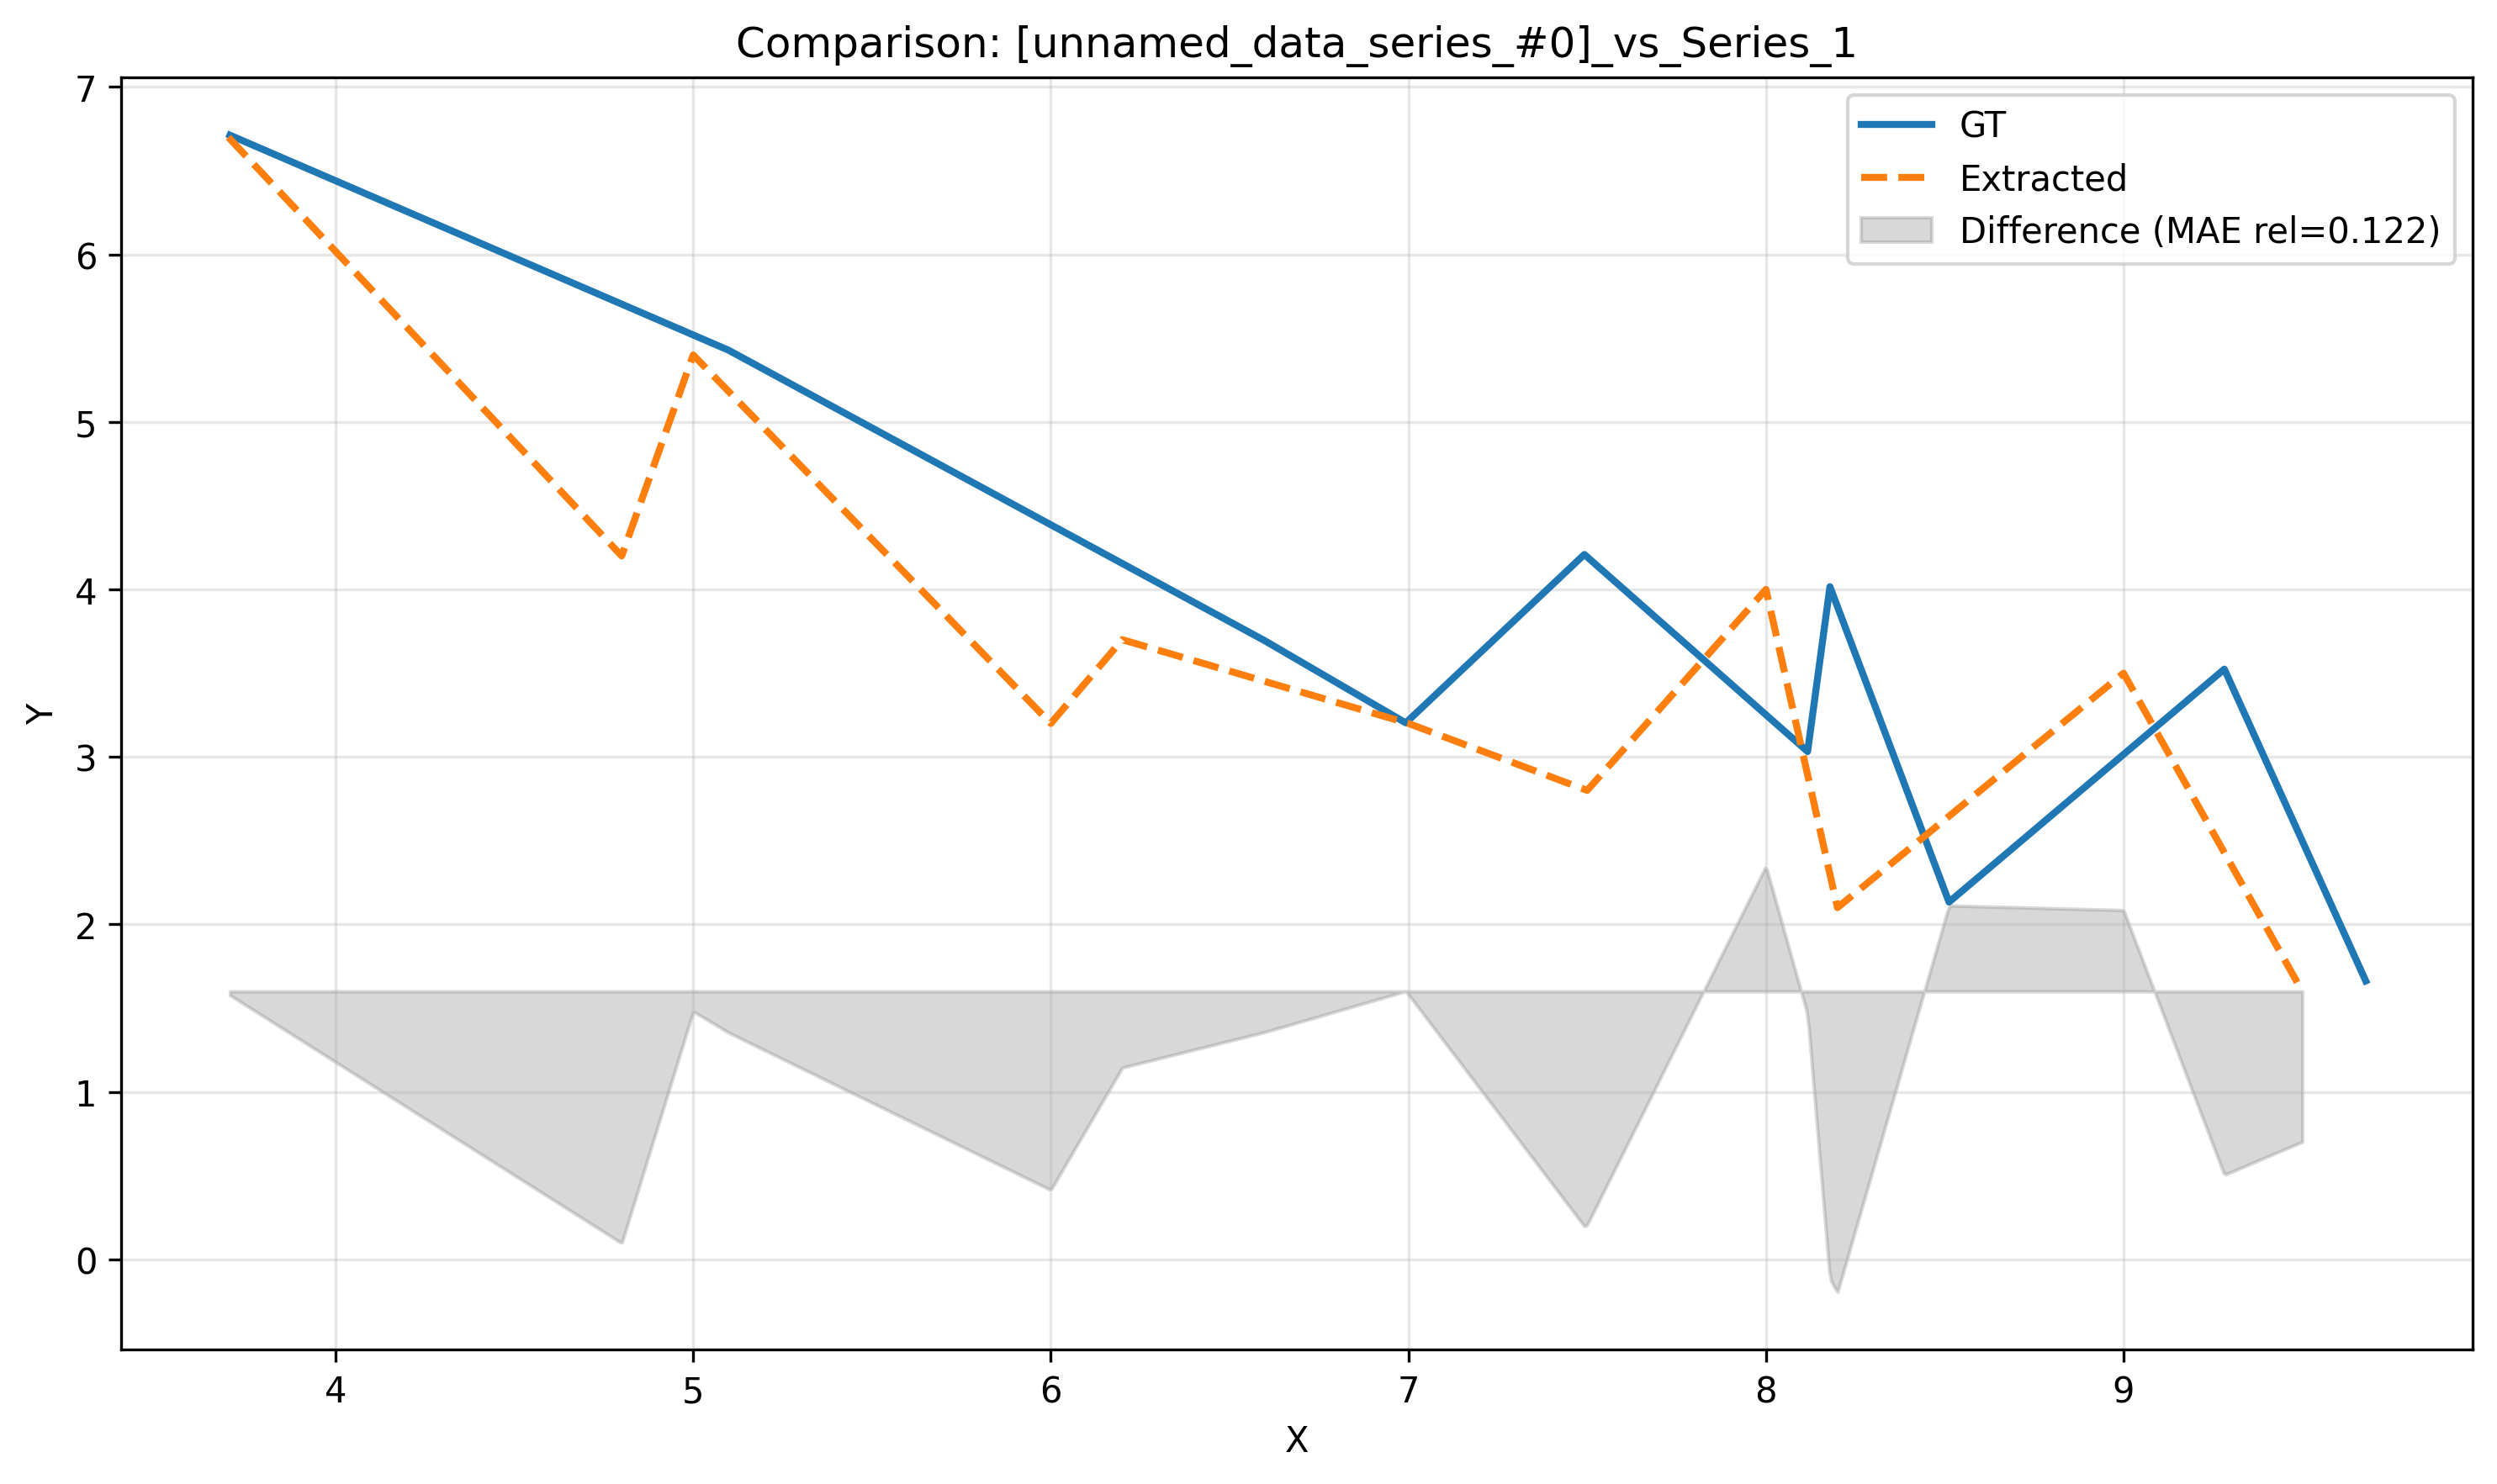 Comparison: [unnamed_data_series_#0]_vs_Series_1
GT
Extracted
Difference (MAE rel=0.122)
7
6
5
4
3
2
1
0
Y
4 5 6 7 8 9
X